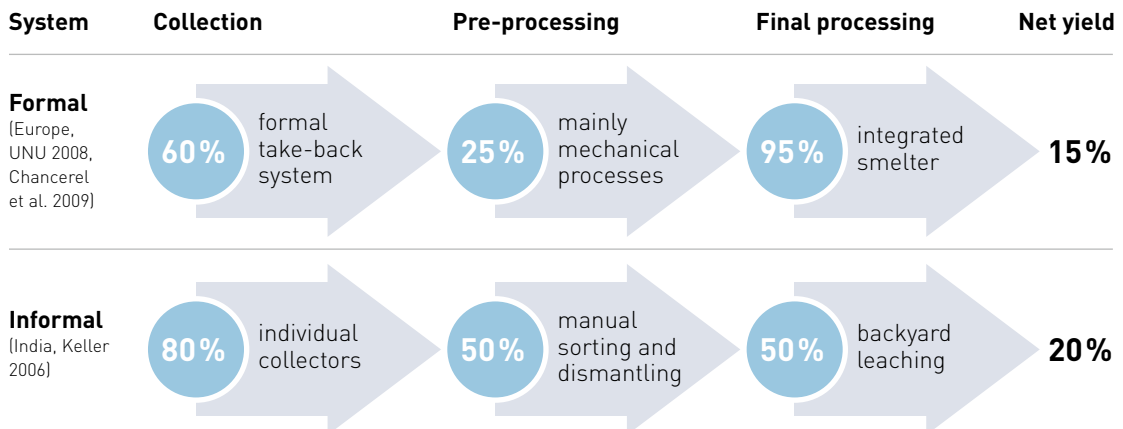 System Collection Pre-processing Final processing Net yield
Formal
(Europe,
UNU 2008,
Chancerel
et al. 2009)
60%
formal
take-back
system
25%
mainly
mechanical
processes
95%
integrated
smelter
15%
Informal
(India, Keller
2006)
80%
individual
collectors
50%
manual
sorting and
dismantling
50%
backyard
leaching
20%